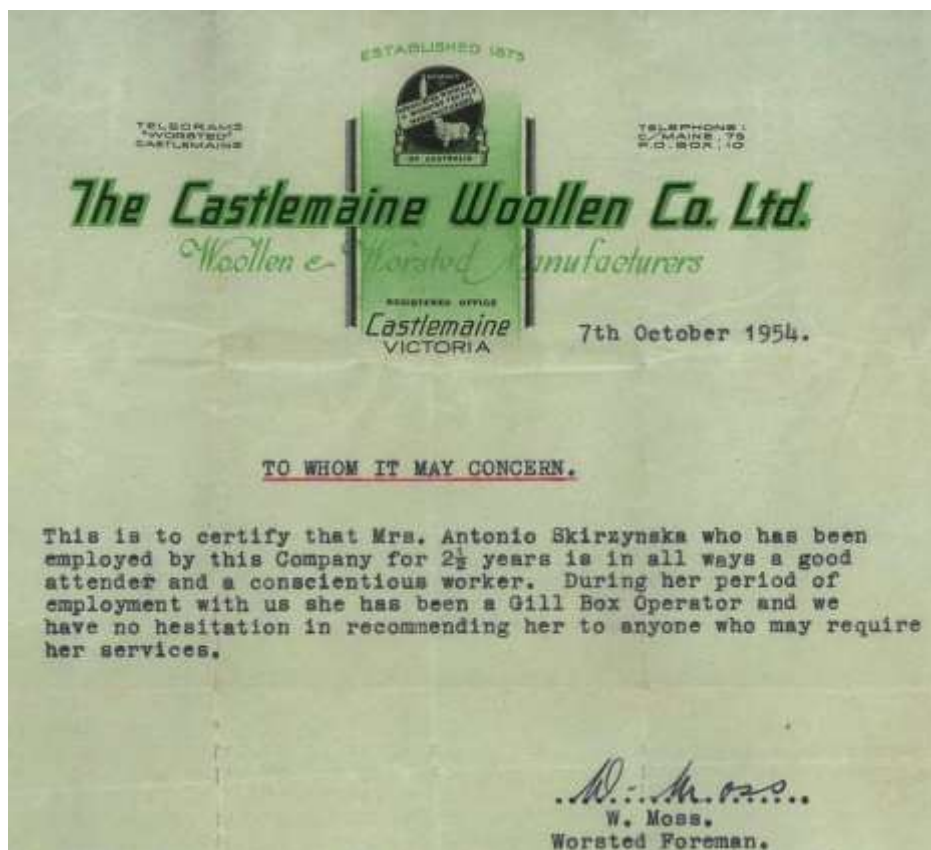 ESTABLISHED 1875
TELEGRAMS
"WORSTED"
CASTLEMAINE
OF AUSTRALIA
TELEPHONE:
C/MAINE, 75
P.O. BOX, 10
The Castlemaine Woollen Co. Ltd.
Woollen & Worsted Manufacturers
REGISTERED OFFICE
Castlemaine
VICTORIA
7th October 1954.
TO WHOM IT MAY CONCERN.
This is to certify that Mrs. Antonio Skirzynska who has been
employed by this Company for 2½ years is in all ways a good
attender and a conscientious worker. During her period of
employment with us she has been a Gill Box Operator and we
have no hesitation in recommending her to anyone who may require
her services.
W. Moss
W. Moss.
Worsted Foreman.